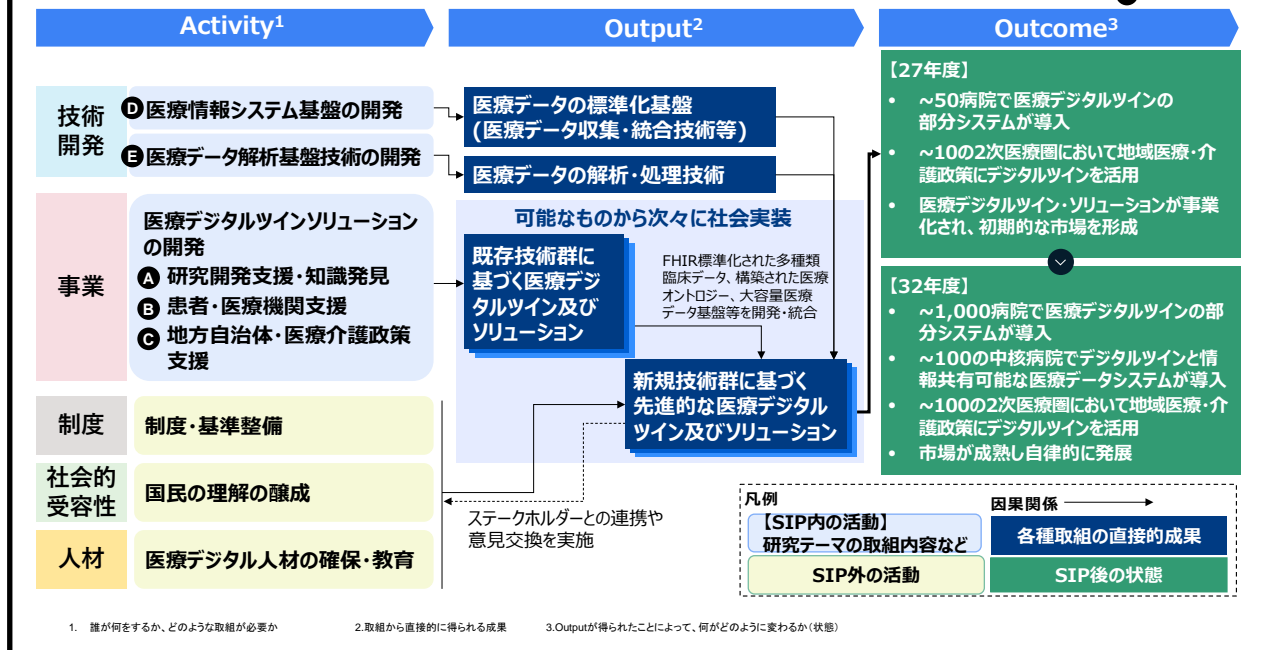 Activity1
Output2
Outcome3
技術
開発
D 医療情報システム基盤の開発
E 医療データ解析基盤技術の開発
医療データの標準化基盤
(医療データ収集・統合技術等)
医療データの解析・処理技術
事業
医療デジタルツインソリューション
の開発
A 研究開発支援・知識発見
B 患者・医療機関支援
C 地方自治体・医療介護政策
支援
可能なものから次々に社会実装
既存技術群に
基づく医療デジ
タルツイン及び
ソリューション
FHIR標準化された多種類
臨床データ、構築された医療
オントロジー、大容量医療
データ基盤等を開発・統合
新規技術群に基づく
先進的な医療デジタル
ツイン及びソリューション
制度
制度・基準整備
社会的
受容性
国民の理解の醸成
人材
医療デジタル人材の確保・教育
ステークホルダーとの連携や
意見交換を実施
【27年度】
• ~50病院で医療デジタルツインの
部分システムが導入
• ~10の2次医療圏において地域医療・介
護政策にデジタルツインを活用
• 医療デジタルツイン・ソリューションが事業
化され、初期的な市場を形成
【32年度】
• ~1,000病院で医療デジタルツインの部
分システムが導入
• ~100の中核病院でデジタルツインと情
報共有可能な医療データシステムが導入
• ~100の2次医療圏において地域医療・介
護政策にデジタルツインを活用
• 市場が成熟し自律的に発展
凡例
因果関係
【SIP内の活動】
研究テーマの取組内容など
各種取組の直接的成果
SIP外の活動
SIP後の状態
1. 誰が何をするか、どのような取組が必要か
2.取組から直接的に得られる成果
3.Outputが得られたことによって、何がどのように変わるか（状態）